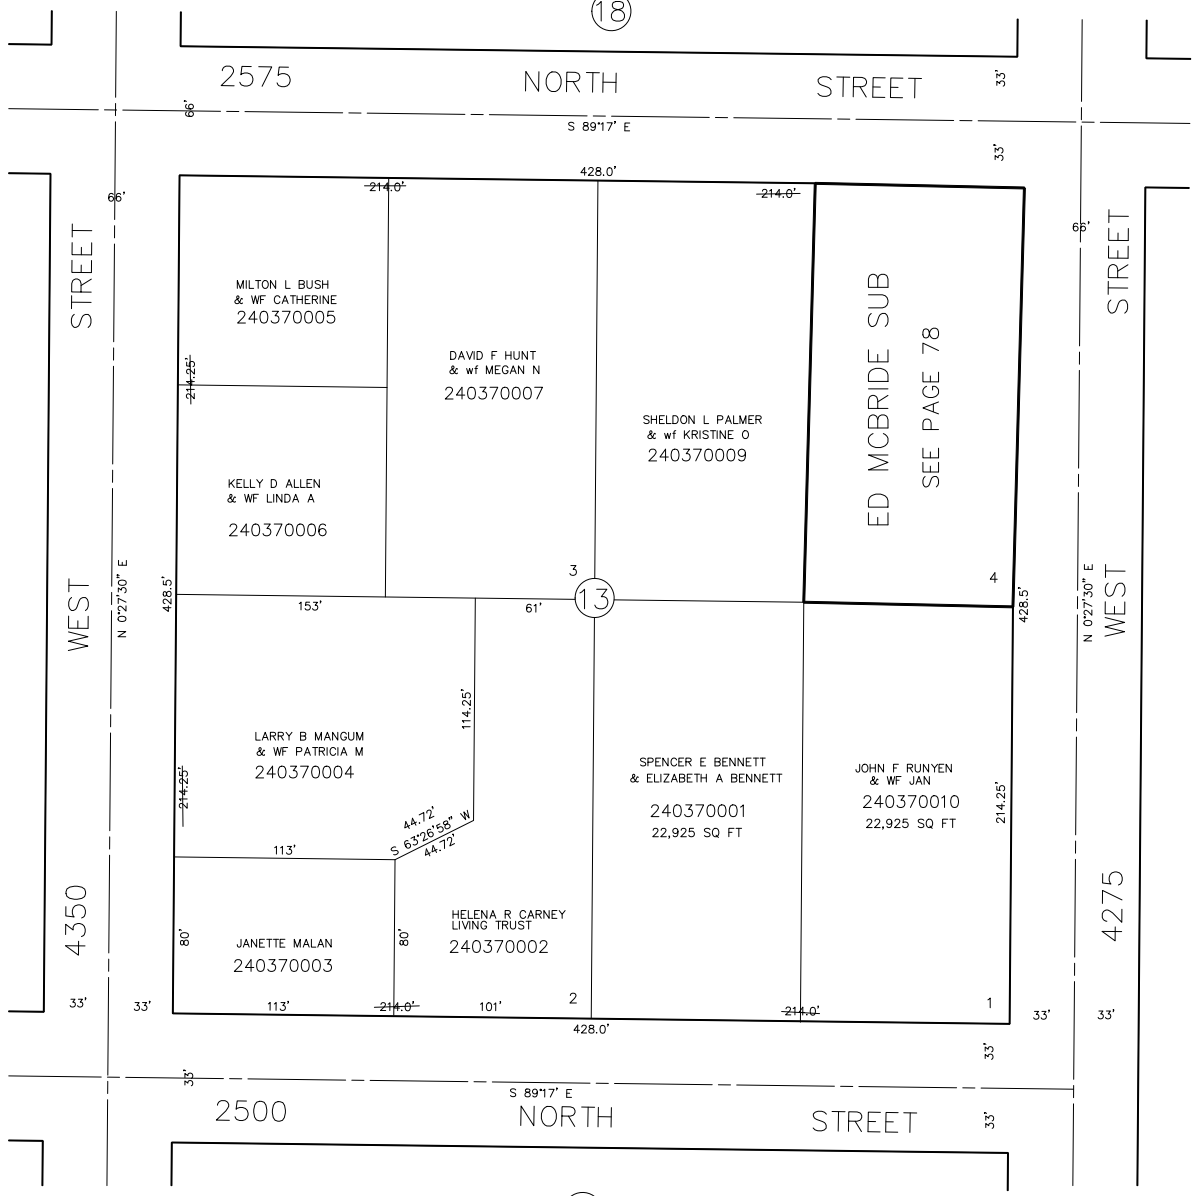 18
2575 NORTH STREET
33'
66'
S 89°17' E
33'
428.0'
214.0'
214.0'
66'
66'
STREET
STREET
MILTON L BUSH
& WF CATHERINE
240370005
ED MCBRIDE SUB
SEE PAGE 78
214.25'
DAVID F HUNT
& wf MEGAN N
240370007
SHELDON L PALMER
& wf KRISTINE O
240370009
KELLY D ALLEN
& WF LINDA A
240370006
3
4
13
WEST
N 0°27'30" E
428.5'
153'
61'
428.5'
N 0°27'30" E
WEST
114.25'
LARRY B MANGUM
& WF PATRICIA M
240370004
SPENCER E BENNETT
& ELIZABETH A BENNETT
240370001
22,925 SQ FT
JOHN F RUNYEN
& WF JAN
240370010
22,925 SQ FT
214.25'
214.25'
44.72'
S 63°26'58" W
44.72'
113'
4350
4275
HELENA R CARNEY
LIVING TRUST
240370002
80'
JANETTE MALAN
240370003
80'
33'
33'
113'
214.0'
101'
2
214.0'
1
33'
33'
428.0'
33'
33'
S 89°17' E
2500 NORTH STREET
33'